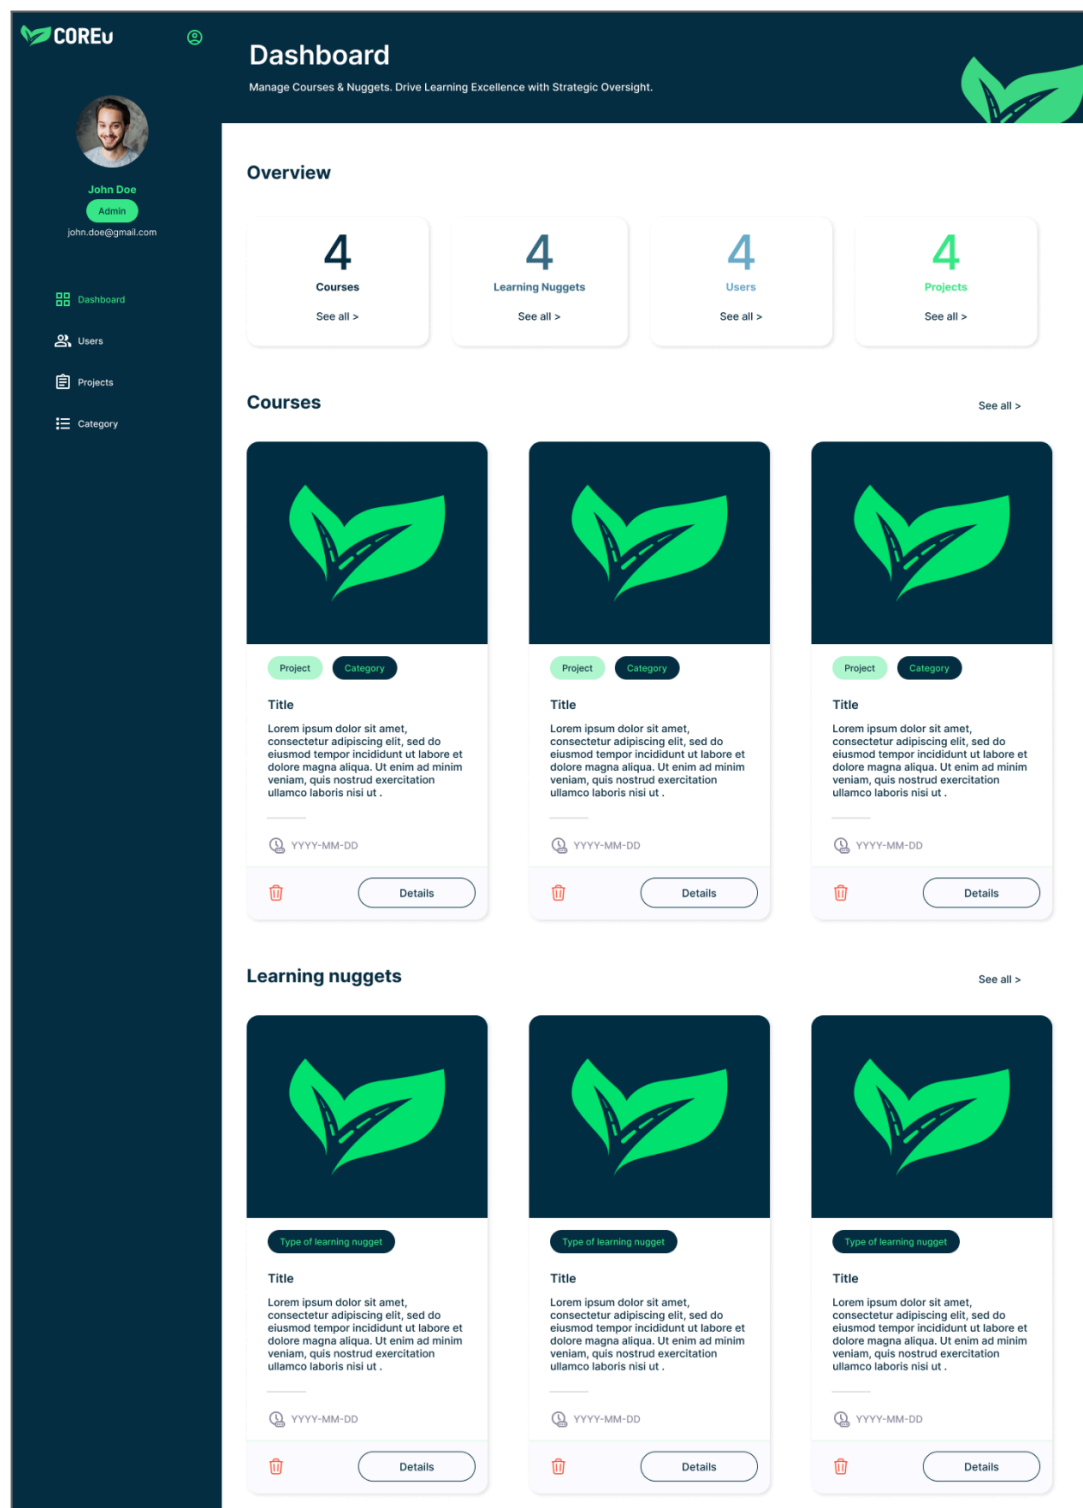 COREu
John Doe
Admin
john.doe@gmail.com
Dashboard
Users
Projects
Category
Dashboard
Manage Courses & Nuggets. Drive Learning Excellence with Strategic Oversight.
Overview
4
Courses
See all >
4
Learning Nuggets
See all >
4
Users
See all >
4
Projects
See all >
Courses
See all >
Project
Category
Title
Lorem ipsum dolor sit amet,
consectetur adipiscing elit, sed do
eiusmod tempor incididunt ut labore et
dolore magna aliqua. Ut enim ad minim
veniam, quis nostrud exercitation
ullamco laboris nisi ut .
YYYY-MM-DD
Details
Project
Category
Title
Lorem ipsum dolor sit amet,
consectetur adipiscing elit, sed do
eiusmod tempor incididunt ut labore et
dolore magna aliqua. Ut enim ad minim
veniam, quis nostrud exercitation
ullamco laboris nisi ut .
YYYY-MM-DD
Details
Project
Category
Title
Lorem ipsum dolor sit amet,
consectetur adipiscing elit, sed do
eiusmod tempor incididunt ut labore et
dolore magna aliqua. Ut enim ad minim
veniam, quis nostrud exercitation
ullamco laboris nisi ut .
YYYY-MM-DD
Details
Learning nuggets
See all >
Type of learning nugget
Title
Lorem ipsum dolor sit amet,
consectetur adipiscing elit, sed do
eiusmod tempor incididunt ut labore et
dolore magna aliqua. Ut enim ad minim
veniam, quis nostrud exercitation
ullamco laboris nisi ut .
YYYY-MM-DD
Details
Type of learning nugget
Title
Lorem ipsum dolor sit amet,
consectetur adipiscing elit, sed do
eiusmod tempor incididunt ut labore et
dolore magna aliqua. Ut enim ad minim
veniam, quis nostrud exercitation
ullamco laboris nisi ut .
YYYY-MM-DD
Details
Type of learning nugget
Title
Lorem ipsum dolor sit amet,
consectetur adipiscing elit, sed do
eiusmod tempor incididunt ut labore et
dolore magna aliqua. Ut enim ad minim
veniam, quis nostrud exercitation
ullamco laboris nisi ut .
YYYY-MM-DD
Details